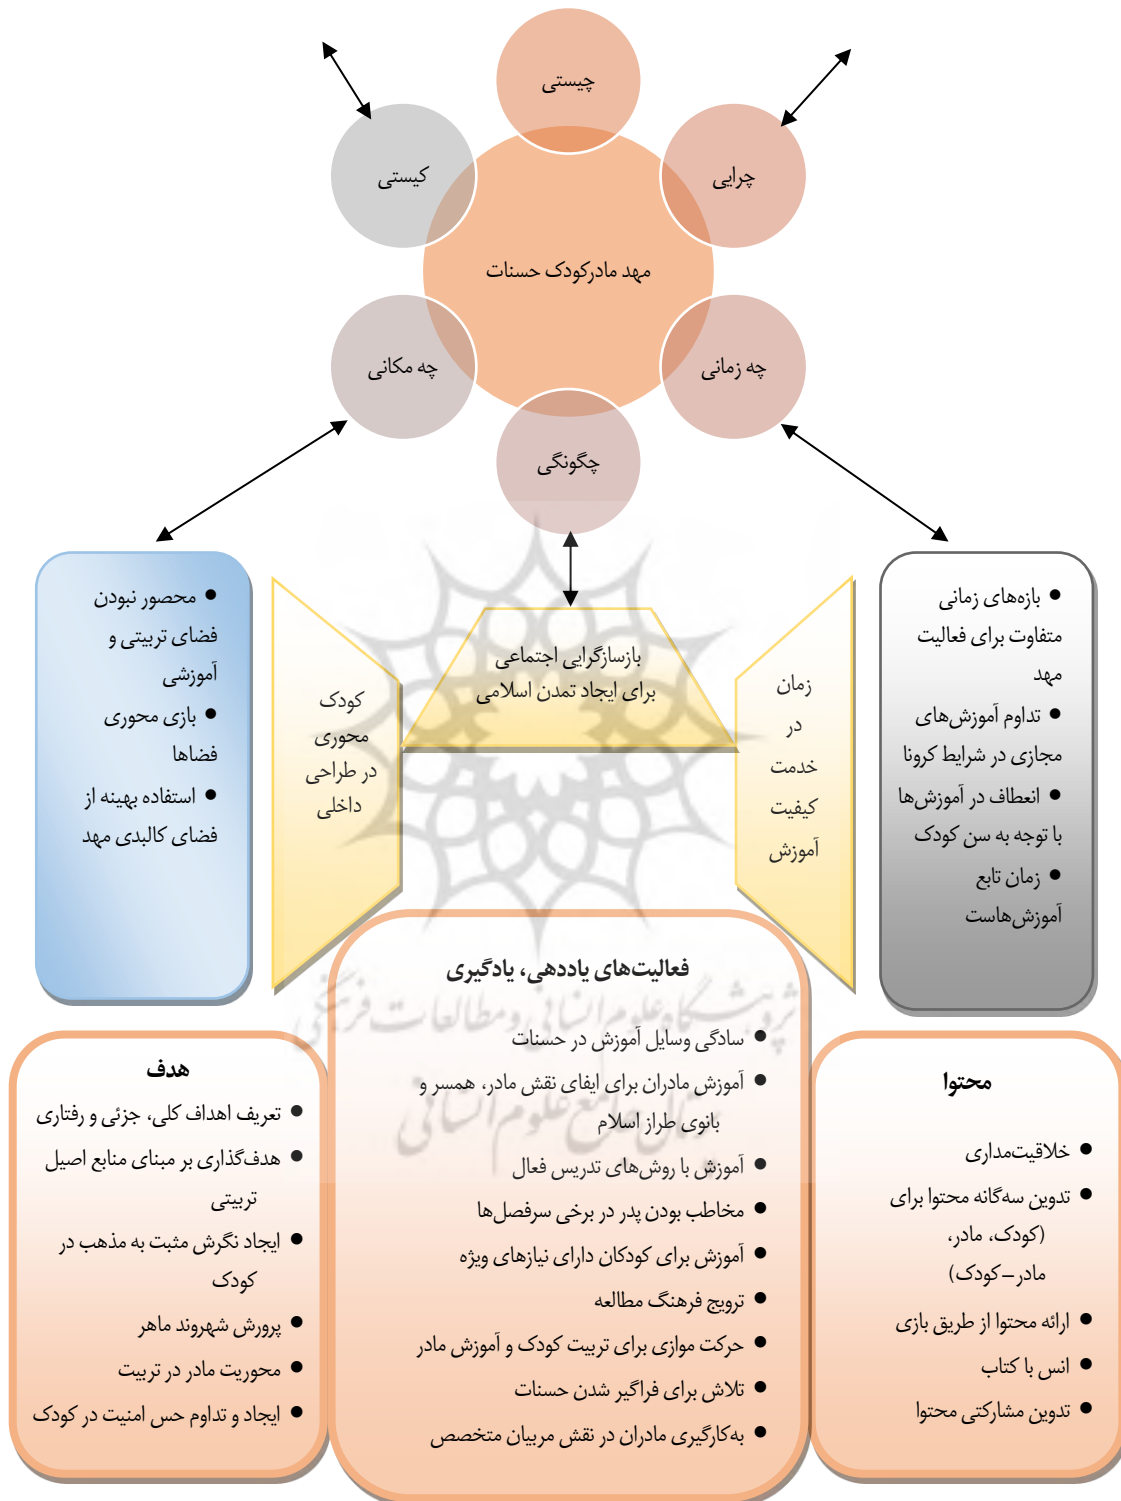 چیستی
چرایی
کیستی
مهد مادرکودک حسنات
چه زمانی
چه مکانی
چگونگی
● بازه‌های زمانی
متفاوت برای فعالیت
مهد
● تداوم آموزش‌های
مجازی در شرایط کرونا
● انعطاف در آموزش‌ها
با توجه به سن کودک
● زمان تابع
آموزش‌هاست
زمان
در
خدمت
کیفیت
آموزش
بازسازگرایی اجتماعی
برای ایجاد تمدن اسلامی
کودک
محوری
در طراحی
داخلی
● محصور نبودن
فضای تربیتی و
آموزشی
● بازی محوری
فضاها
● استفاده بهینه از
فضای کالبدی مهد
محتوا
● خلاقیت‌مداری
● تدوین سه‌گانه محتوا برای
(کودک، مادر،
مادر–کودک)
● ارائه محتوا از طریق بازی
● انس با کتاب
● تدوین مشارکتی محتوا
فعالیت‌های یاددهی، یادگیری
● سادگی وسایل آموزش در حسنات
● آموزش مادران برای ایفای نقش مادر، همسر و
بانوی طراز اسلام
● آموزش با روش‌های تدریس فعال
● مخاطب بودن پدر در برخی سرفصل‌ها
● آموزش برای کودکان دارای نیازهای ویژه
● ترویج فرهنگ مطالعه
● حرکت موازی برای تربیت کودک و آموزش مادر
● تلاش برای فراگیر شدن حسنات
● به‌کارگیری مادران در نقش مربیان متخصص
هدف
● تعریف اهداف کلی، جزئی و رفتاری
● هدف‌گذاری بر مبنای منابع اصیل
تربیتی
● ایجاد نگرش مثبت به مذهب در
کودک
● پرورش شهروند ماهر
● محوریت مادر در تربیت
● ایجاد و تداوم حس امنیت در کودک
پژوهشگاه علوم انسانی و مطالعات فرهنگی
پرتال جامع علوم انسانی